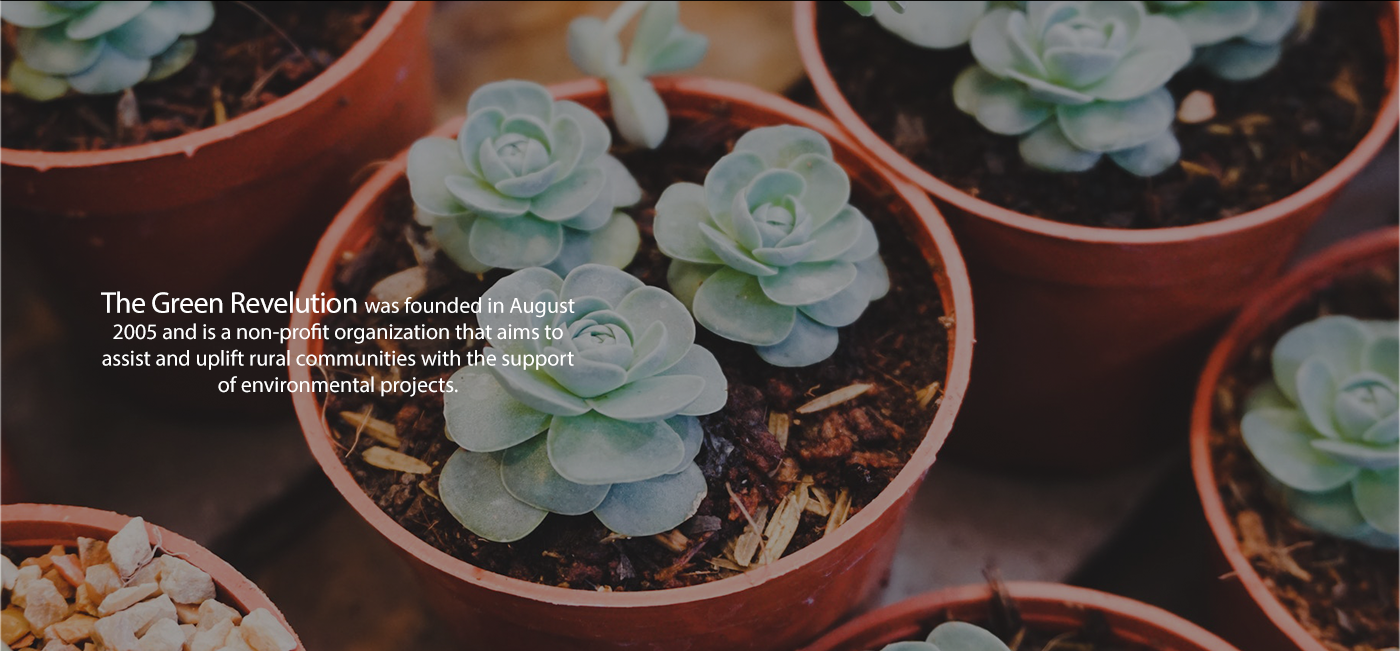 The Green Revelution was founded in August
2005 and is a non-profit organization that aims to
assist and uplift rural communities with the support
of environmental projects.